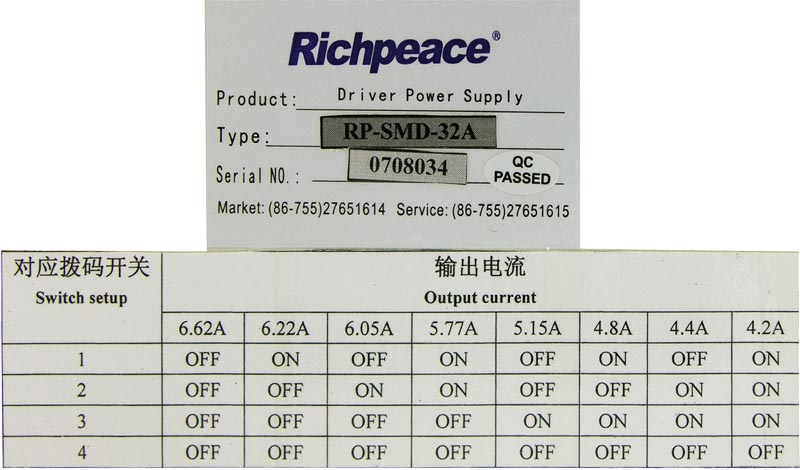 Richpeace®
Product: Driver Power Supply
Type: RP-SMD-32A
Serial NO.: 0708034
QC
PASSED
Market: (86-755)27651614 Service: (86-755)27651615
对应拨码开关 输出电流
Switch setup Output current
6.62A 6.22A 6.05A 5.77A 5.15A 4.8A 4.4A 4.2A
1 OFF ON OFF ON OFF ON OFF ON
2 OFF OFF ON ON OFF OFF ON ON
3 OFF OFF OFF OFF ON ON ON ON
4 OFF OFF OFF OFF OFF OFF OFF OFF